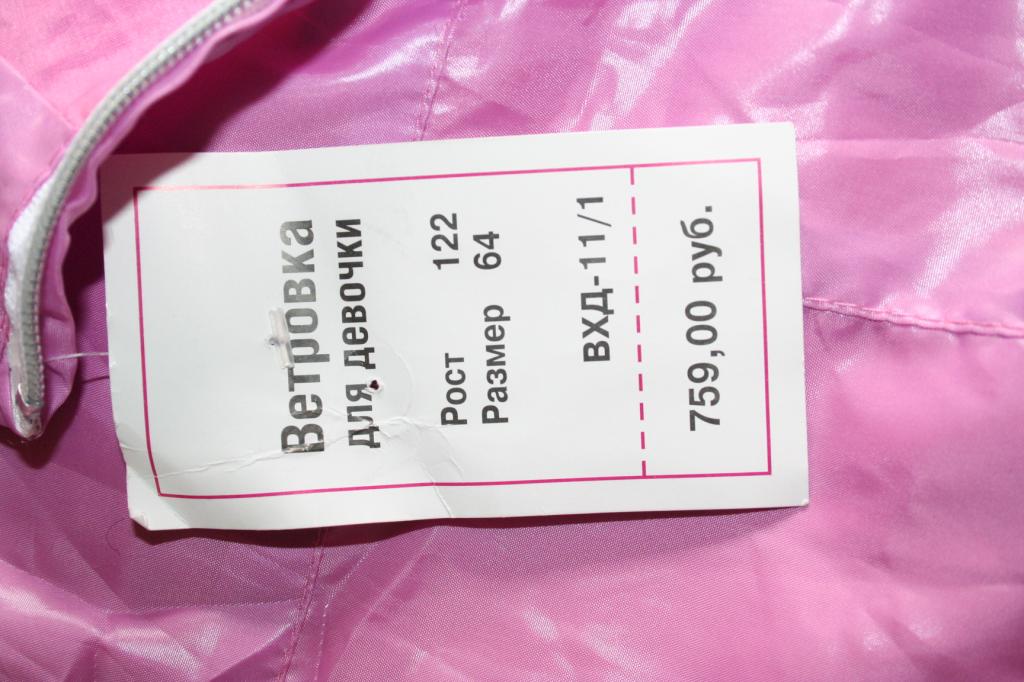 Ветровка
для девочки
Рост 122
Размер 64
ВХД-11/1
759,00 руб.